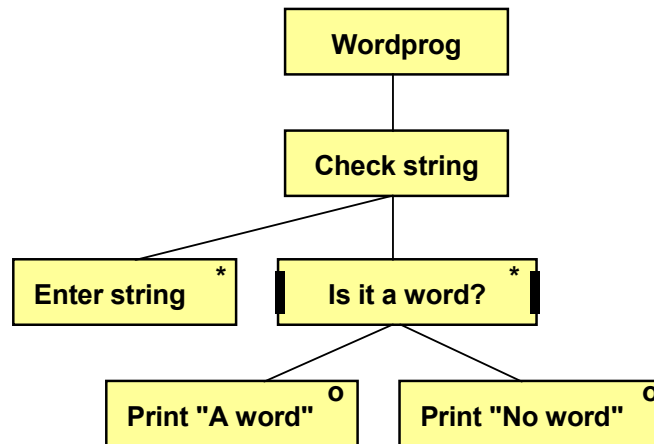 Wordprog
Check string
Enter string *
Is it a word? *
Print "A word" o
Print "No word" o